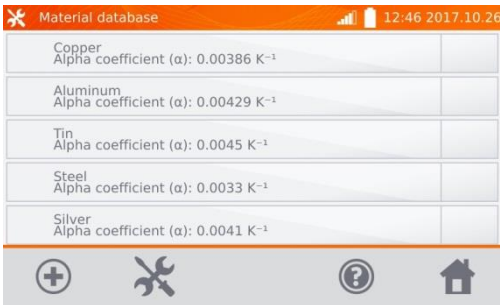 Material database 12:46 2017.10.26
Copper
Alpha coefficient (α): 0.00386 K⁻¹
Aluminum
Alpha coefficient (α): 0.00429 K⁻¹
Tin
Alpha coefficient (α): 0.0045 K⁻¹
Steel
Alpha coefficient (α): 0.0033 K⁻¹
Silver
Alpha coefficient (α): 0.0041 K⁻¹